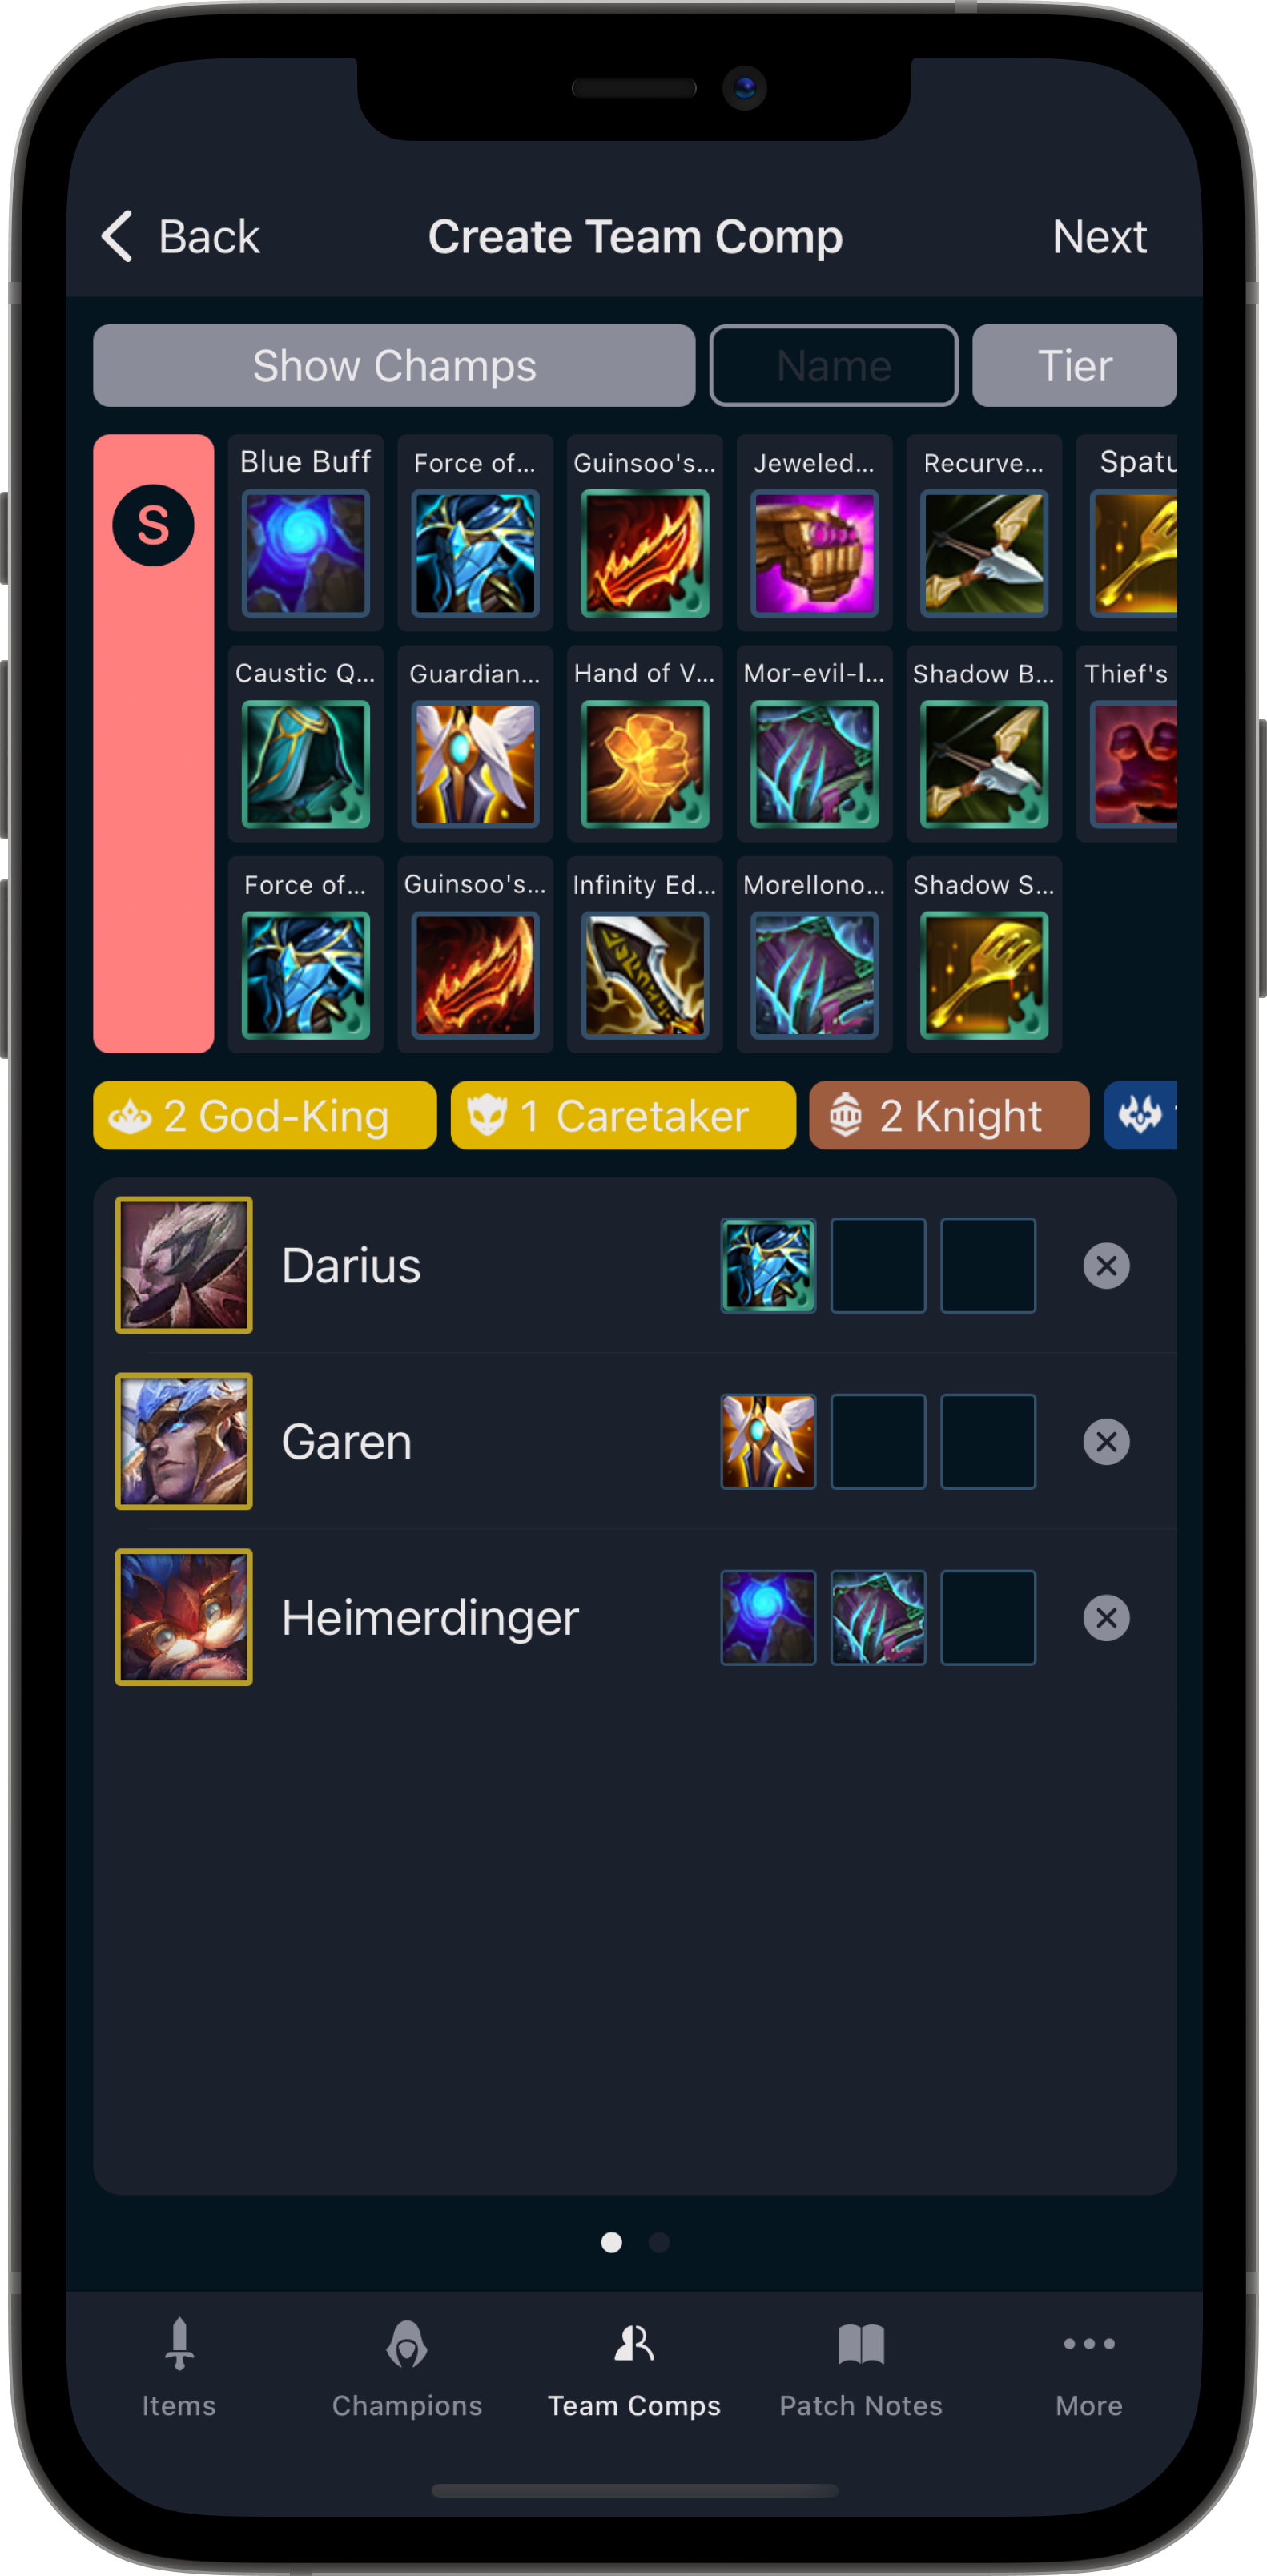 Back Create Team Comp Next
Show Champs Name Tier
S
Blue Buff Force of... Guinsoo's... Jeweled... Recurve... Spatu
Caustic Q... Guardian... Hand of V... Mor-evil-l... Shadow B... Thief's
Force of... Guinsoo's... Infinity Ed... Morellono... Shadow S...
2 God-King 1 Caretaker 2 Knight
Darius
Garen
Heimerdinger
Items Champions Team Comps Patch Notes More